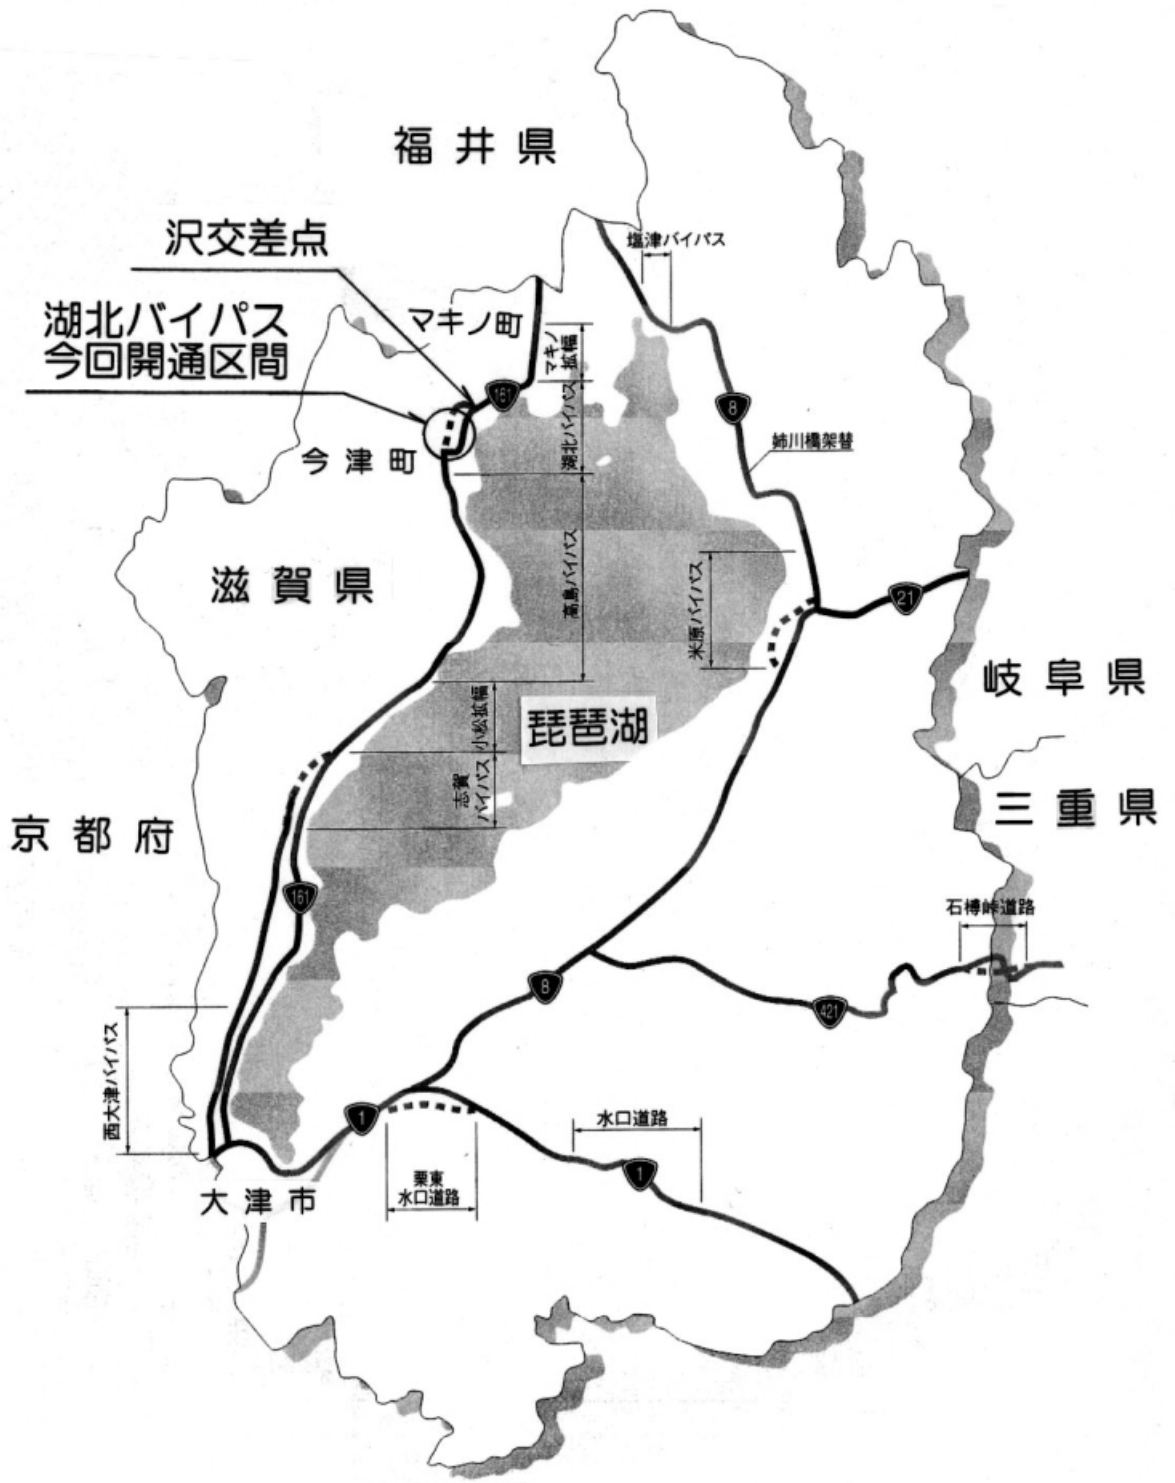 福井県
沢交差点
塩津バイパス
湖北バイパス
今回開通区間
マキノ町
マキノ
拡幅
161
8
湖北バイパス
姉川橋架替
今津町
高島バイパス
滋賀県
米原バイパス
21
岐阜県
小松拡幅
琵琶湖
志賀
バイパス
京都府
三重県
161
石榑峠道路
8
421
西大津バイパス
1
水口道路
栗東
水口道路
1
大津市